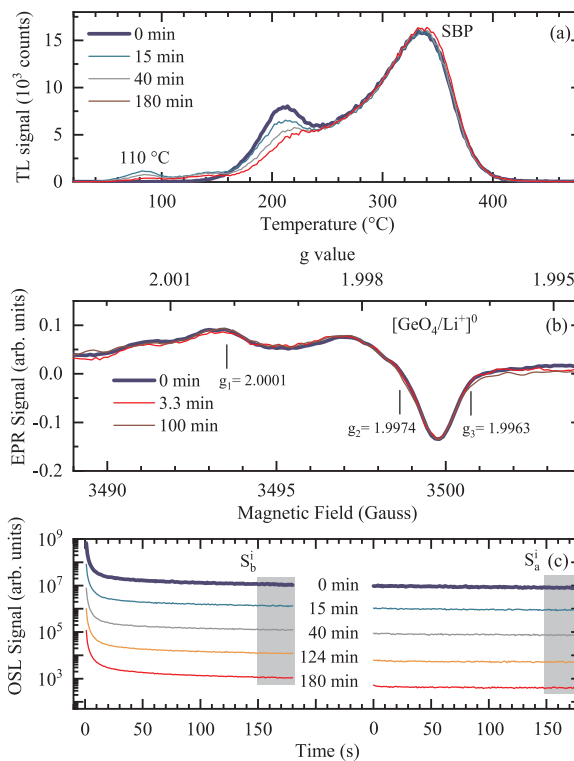 (a)
SBP
0 min
15 min
40 min
180 min
110 °C
TL signal (10³ counts)
15
10
5
0
100
200
300
400
Temperature (°C)
g value
2.001
1.998
1.995
[GeO₄/Li⁺]⁰
(b)
0 min
3.3 min
100 min
g₁= 2.0001
g₂= 1.9974
g₃= 1.9963
EPR Signal (arb. units)
0.1
0.0
-0.1
-0.2
3490
3495
3500
Magnetic Field (Gauss)
OSL Signal (arb. units)
10⁹
10⁷
10⁵
10³
S_b^i
S_a^i
(c)
0 min
15 min
40 min
124 min
180 min
0
50
100
150
0
50
100
150
Time (s)